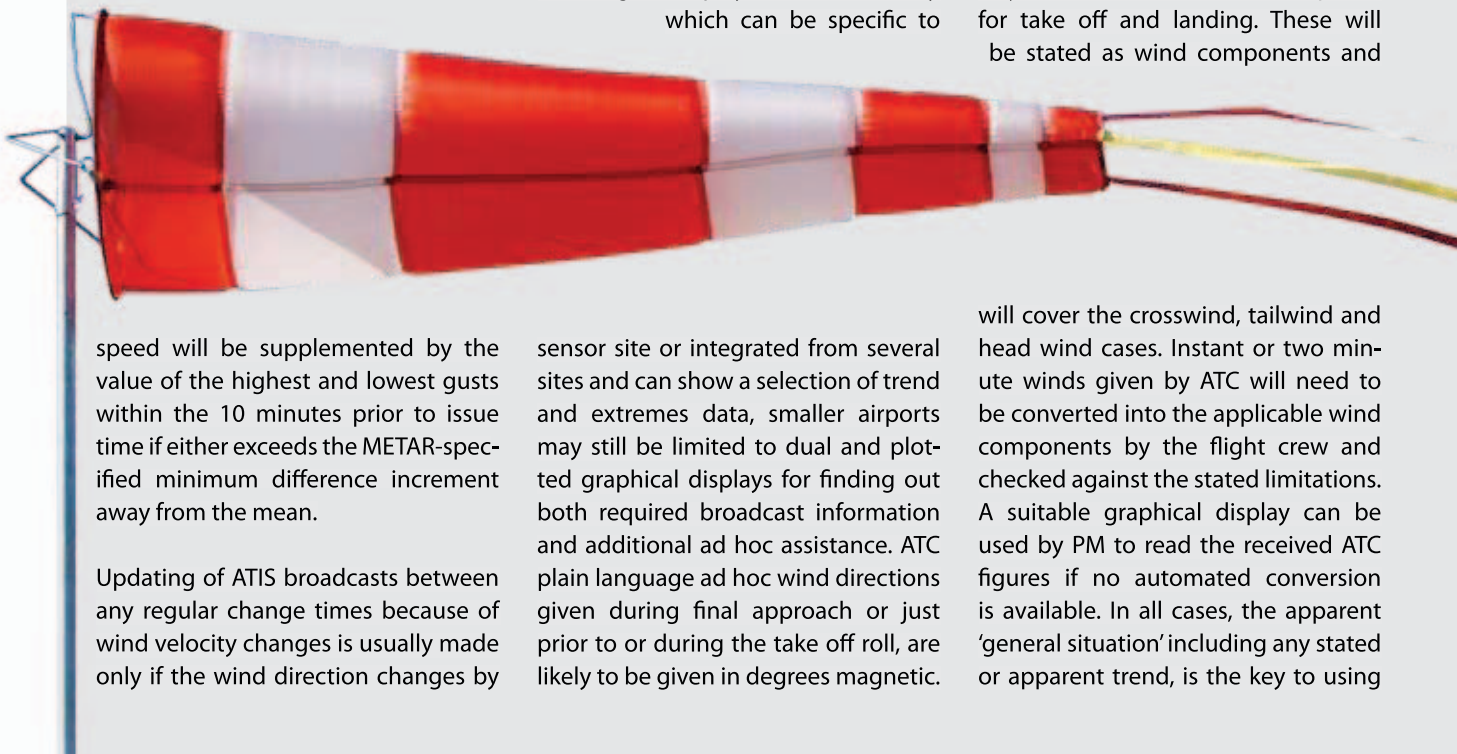 speed will be supplemented by the
value of the highest and lowest gusts
within the 10 minutes prior to issue
time if either exceeds the METAR-spec-
ified minimum difference increment
away from the mean.
Updating of ATIS broadcasts between
any regular change times because of
wind velocity changes is usually made
only if the wind direction changes by
which can be specific to
sensor site or integrated from several
sites and can show a selection of trend
and extremes data, smaller airports
may still be limited to dual and plot-
ted graphical displays for finding out
both required broadcast information
and additional ad hoc assistance. ATC
plain language ad hoc wind directions
given during final approach or just
prior to or during the take off roll, are
likely to be given in degrees magnetic.
for take off and landing. These will
be stated as wind components and
will cover the crosswind, tailwind and
head wind cases. Instant or two min-
ute winds given by ATC will need to
be converted into the applicable wind
components by the flight crew and
checked against the stated limitations.
A suitable graphical display can be
used by PM to read the received ATC
figures if no automated conversion
is available. In all cases, the apparent
‘general situation’ including any stated
or apparent trend, is the key to using